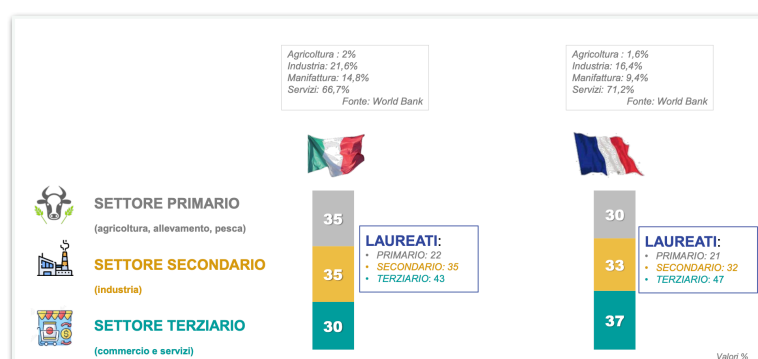 Agricoltura : 2%
Industria: 21,6%
Manifattura: 14,8%
Servizi: 66,7%
Fonte: World Bank
Agricoltura : 1,6%
Industria: 16,4%
Manifattura: 9,4%
Servizi: 71,2%
Fonte: World Bank
SETTORE PRIMARIO
(agricoltura, allevamento, pesca)
SETTORE SECONDARIO
(industria)
SETTORE TERZIARIO
(commercio e servizi)
35
35
30
LAUREATI:
• PRIMARIO: 22
• SECONDARIO: 35
• TERZIARIO: 43
30
33
37
LAUREATI:
• PRIMARIO: 21
• SECONDARIO: 32
• TERZIARIO: 47
Valori %